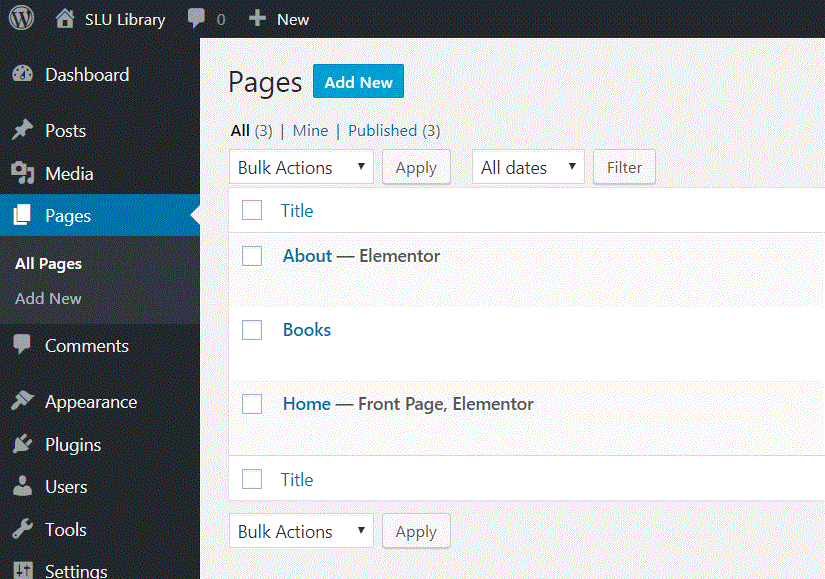 SLU Library 0 New
Dashboard
Posts
Media
Pages
All Pages
Add New
Comments
Appearance
Plugins
Users
Tools
Settings
Pages Add New
All (3) | Mine | Published (3)
Bulk Actions Apply All dates Filter
Title
About — Elementor
Books
Home — Front Page, Elementor
Title
Bulk Actions Apply